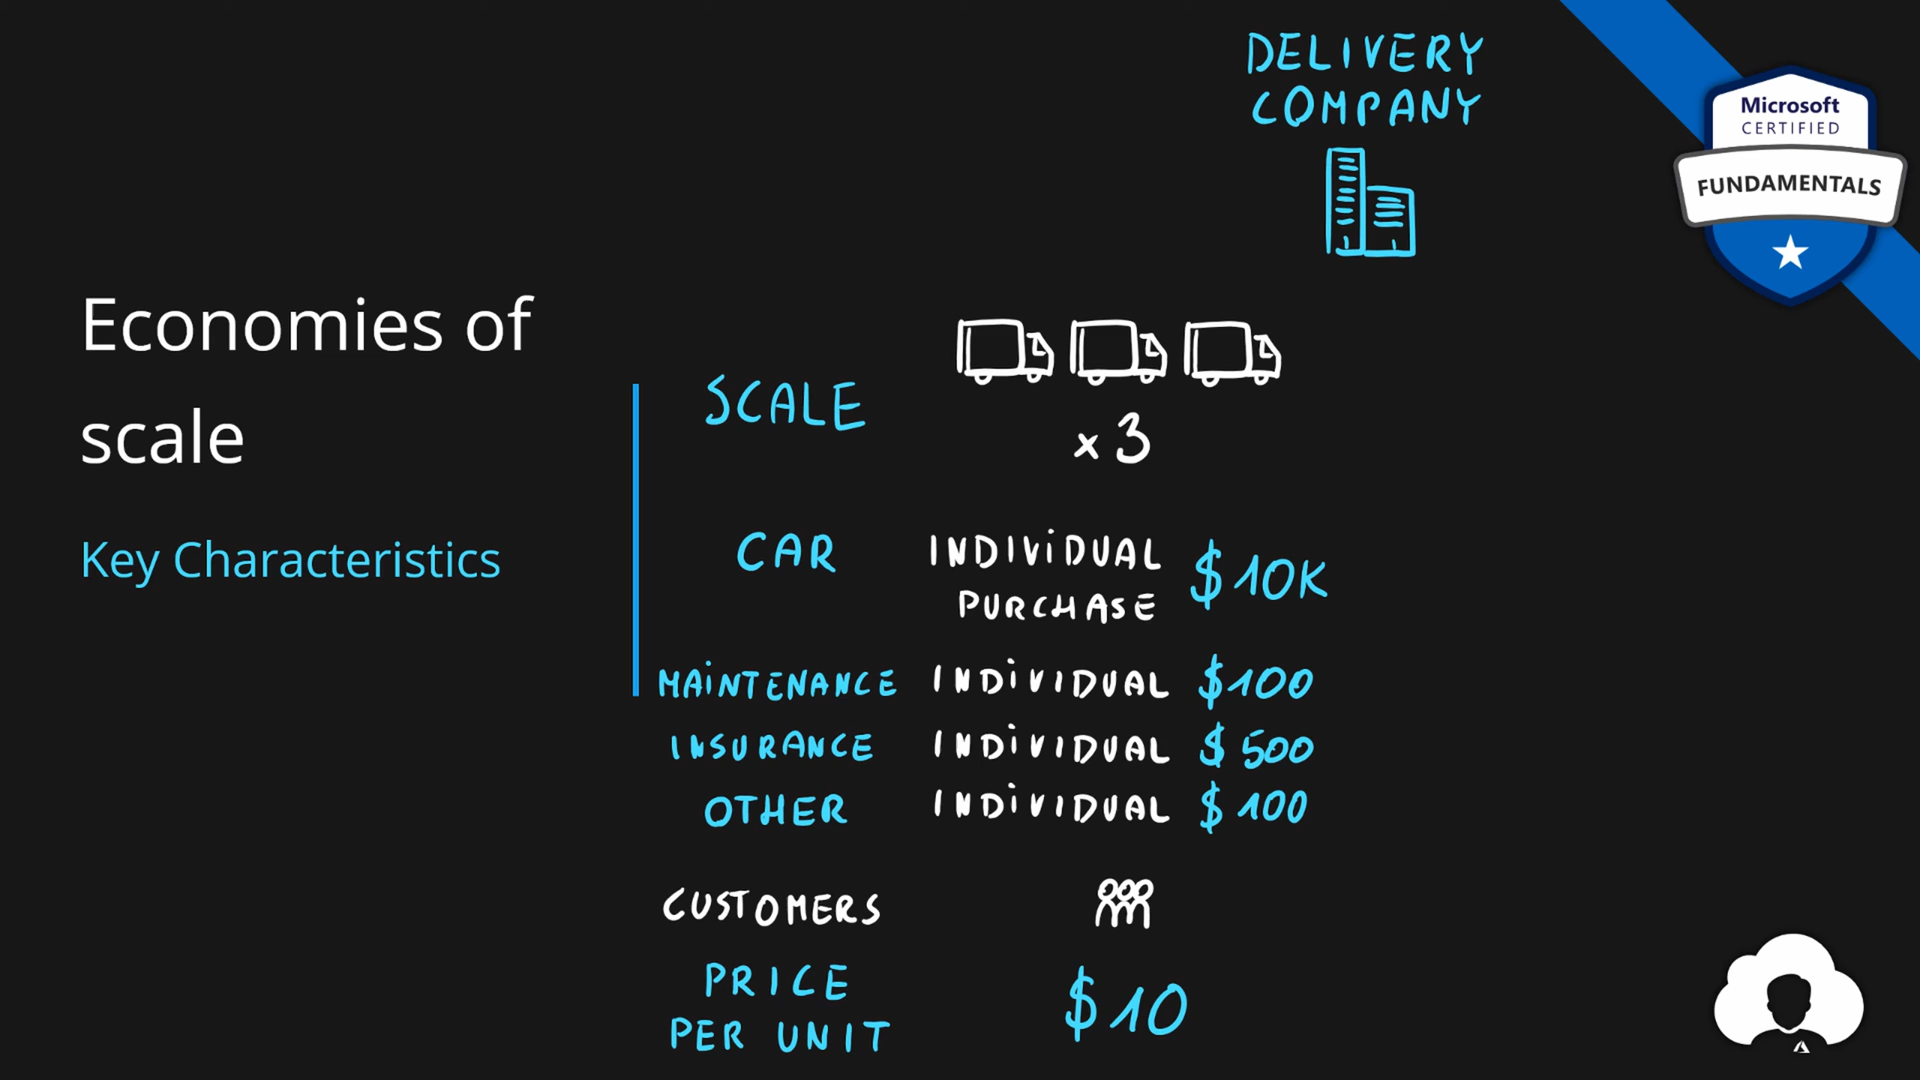 DELIVERY
COMPANY
Microsoft
CERTIFIED
FUNDAMENTALS
Economies of
scale
Key Characteristics
SCALE
x 3
CAR INDIVIDUAL
PURCHASE $10K
MAINTENANCE INDIVIDUAL $100
INSURANCE INDIVIDUAL $500
OTHER INDIVIDUAL $100
CUSTOMERS
PRICE
PER UNIT $10